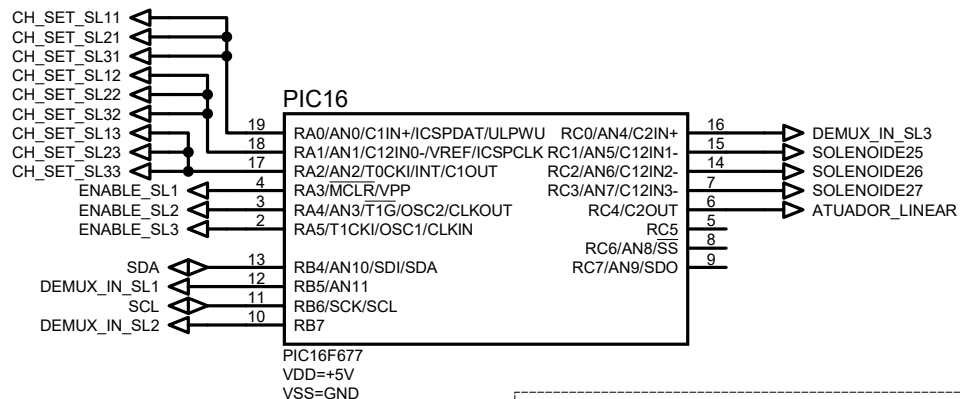 CH_SET_SL11
CH_SET_SL21
CH_SET_SL31
CH_SET_SL12
CH_SET_SL22
CH_SET_SL32
CH_SET_SL13
CH_SET_SL23
CH_SET_SL33
ENABLE_SL1
ENABLE_SL2
ENABLE_SL3
SDA
DEMUX_IN_SL1
SCL
DEMUX_IN_SL2
PIC16
19 RA0/AN0/C1IN+/ICSPDAT/ULPWU
18 RA1/AN1/C12IN0-/VREF/ICSPCLK
17 RA2/AN2/T0CKI/INT/C1OUT
4 RA3/MCLR/VPP
3 RA4/AN3/T1G/OSC2/CLKOUT
2 RA5/T1CKI/OSC1/CLKIN
13 RB4/AN10/SDI/SDA
12 RB5/AN11
11 RB6/SCK/SCL
10 RB7
RC0/AN4/C2IN+ 16 DEMUX_IN_SL3
RC1/AN5/C12IN1- 15 SOLENOIDE25
RC2/AN6/C12IN2- 14 SOLENOIDE26
RC3/AN7/C12IN3- 7 SOLENOIDE27
RC4/C2OUT 6 ATUADOR_LINEAR
RC5 5
RC6/AN8/SS 8
RC7/AN9/SDO 9
PIC16F677
VDD=+5V
VSS=GND